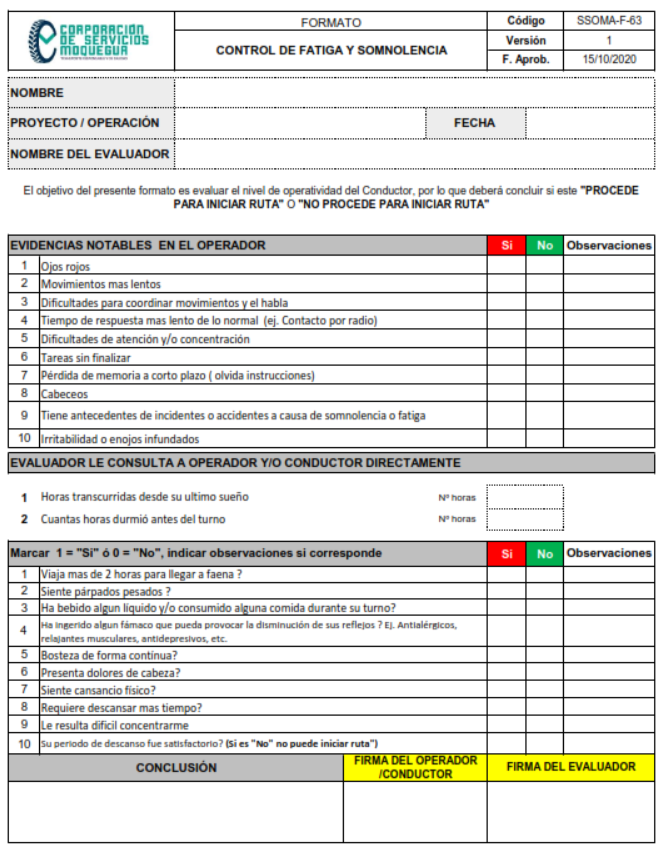 CORPORACIÓN
DE SERVICIOS
MOQUEGUA
FORMATO
CONTROL DE FATIGA Y SOMNOLENCIA
Código SSOMA-F-63
Versión 1
F. Aprob. 15/10/2020
NOMBRE
PROYECTO / OPERACIÓN FECHA
NOMBRE DEL EVALUADOR
El objetivo del presente formato es evaluar el nivel de operatividad del Conductor, por lo que deberá concluir si este "PROCEDE
PARA INICIAR RUTA" O "NO PROCEDE PARA INICIAR RUTA"
EVIDENCIAS NOTABLES EN EL OPERADOR Si No Observaciones
1 Ojos rojos
2 Movimientos mas lentos
3 Dificultades para coordinar movimientos y el habla
4 Tiempo de respuesta mas lento de lo normal (ej. Contacto por radio)
5 Dificultades de atención y/o concentración
6 Tareas sin finalizar
7 Pérdida de memoria a corto plazo ( olvida instrucciones)
8 Cabeceos
9 Tiene antecedentes de incidentes o accidentes a causa de somnolencia o fatiga
10 Irritabilidad o enojos infundados
EVALUADOR LE CONSULTA A OPERADOR Y/O CONDUCTOR DIRECTAMENTE
1 Horas transcurridas desde su ultimo sueño Nº horas
2 Cuantas horas durmió antes del turno Nº horas
Marcar 1 = "Si" ó 0 = "No", indicar observaciones si corresponde Si No Observaciones
1 Viaja mas de 2 horas para llegar a faena ?
2 Siente párpados pesados ?
3 Ha bebido algun líquido y/o consumido alguna comida durante su turno?
4 Ha ingerido algun fámaco que pueda provocar la disminución de sus reflejos ? Ej. Antialérgicos,
relajantes musculares, antidepresivos, etc.
5 Bosteza de forma contínua?
6 Presenta dolores de cabeza?
7 Siente cansancio físico?
8 Requiere descansar mas tiempo?
9 Le resulta dificil concentrarme
10 Su periodo de descanso fue satisfactorio? (Si es "No" no puede iniciar ruta")
CONCLUSIÓN
FIRMA DEL OPERADOR
/CONDUCTOR
FIRMA DEL EVALUADOR